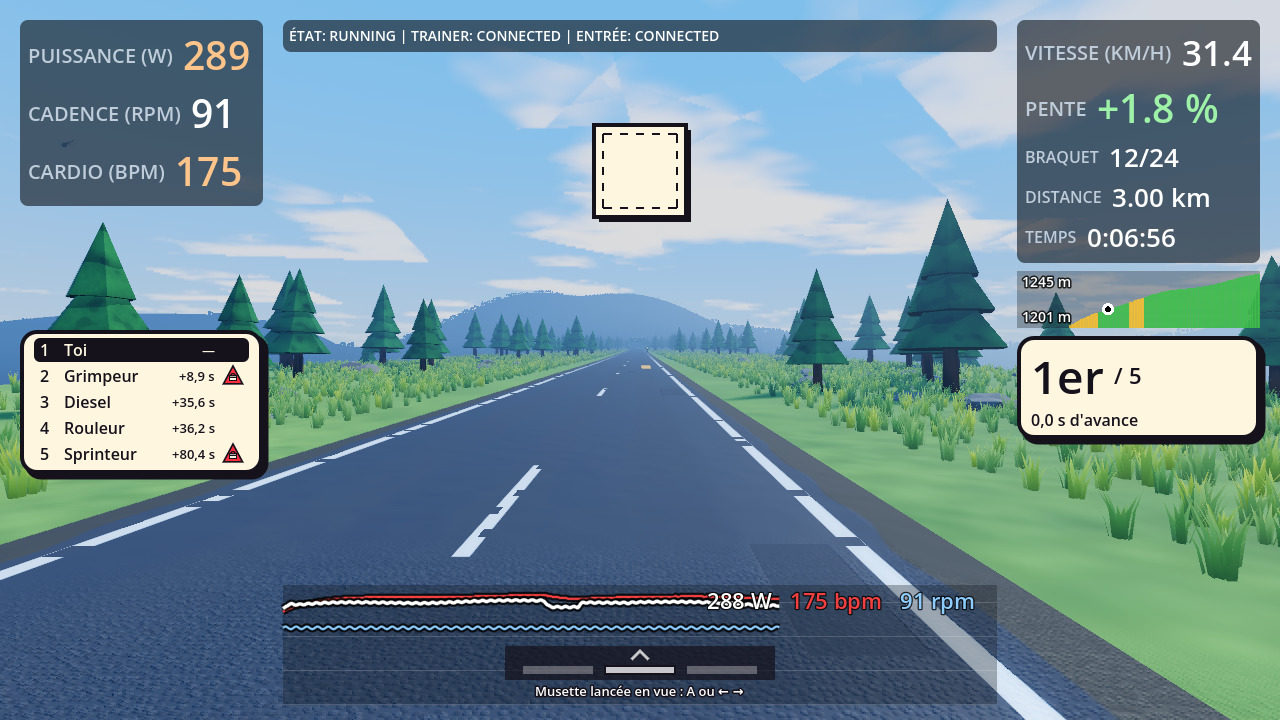 PUISSANCE (W) 289
CADENCE (RPM) 91
CARDIO (BPM) 175
ÉTAT: RUNNING | TRAINER: CONNECTED | ENTRÉE: CONNECTED
VITESSE (KM/H) 31.4
PENTE +1.8 %
BRAQUET 12/24
DISTANCE 3.00 km
TEMPS 0:06:56
1245 m
1201 m
1 Toi —
2 Grimpeur +8,9 s
3 Diesel +35,6 s
4 Rouleur +36,2 s
5 Sprinteur +80,4 s
1er / 5
0,0 s d'avance
288 W 175 bpm 91 rpm
Musette lancée en vue : A ou ← →